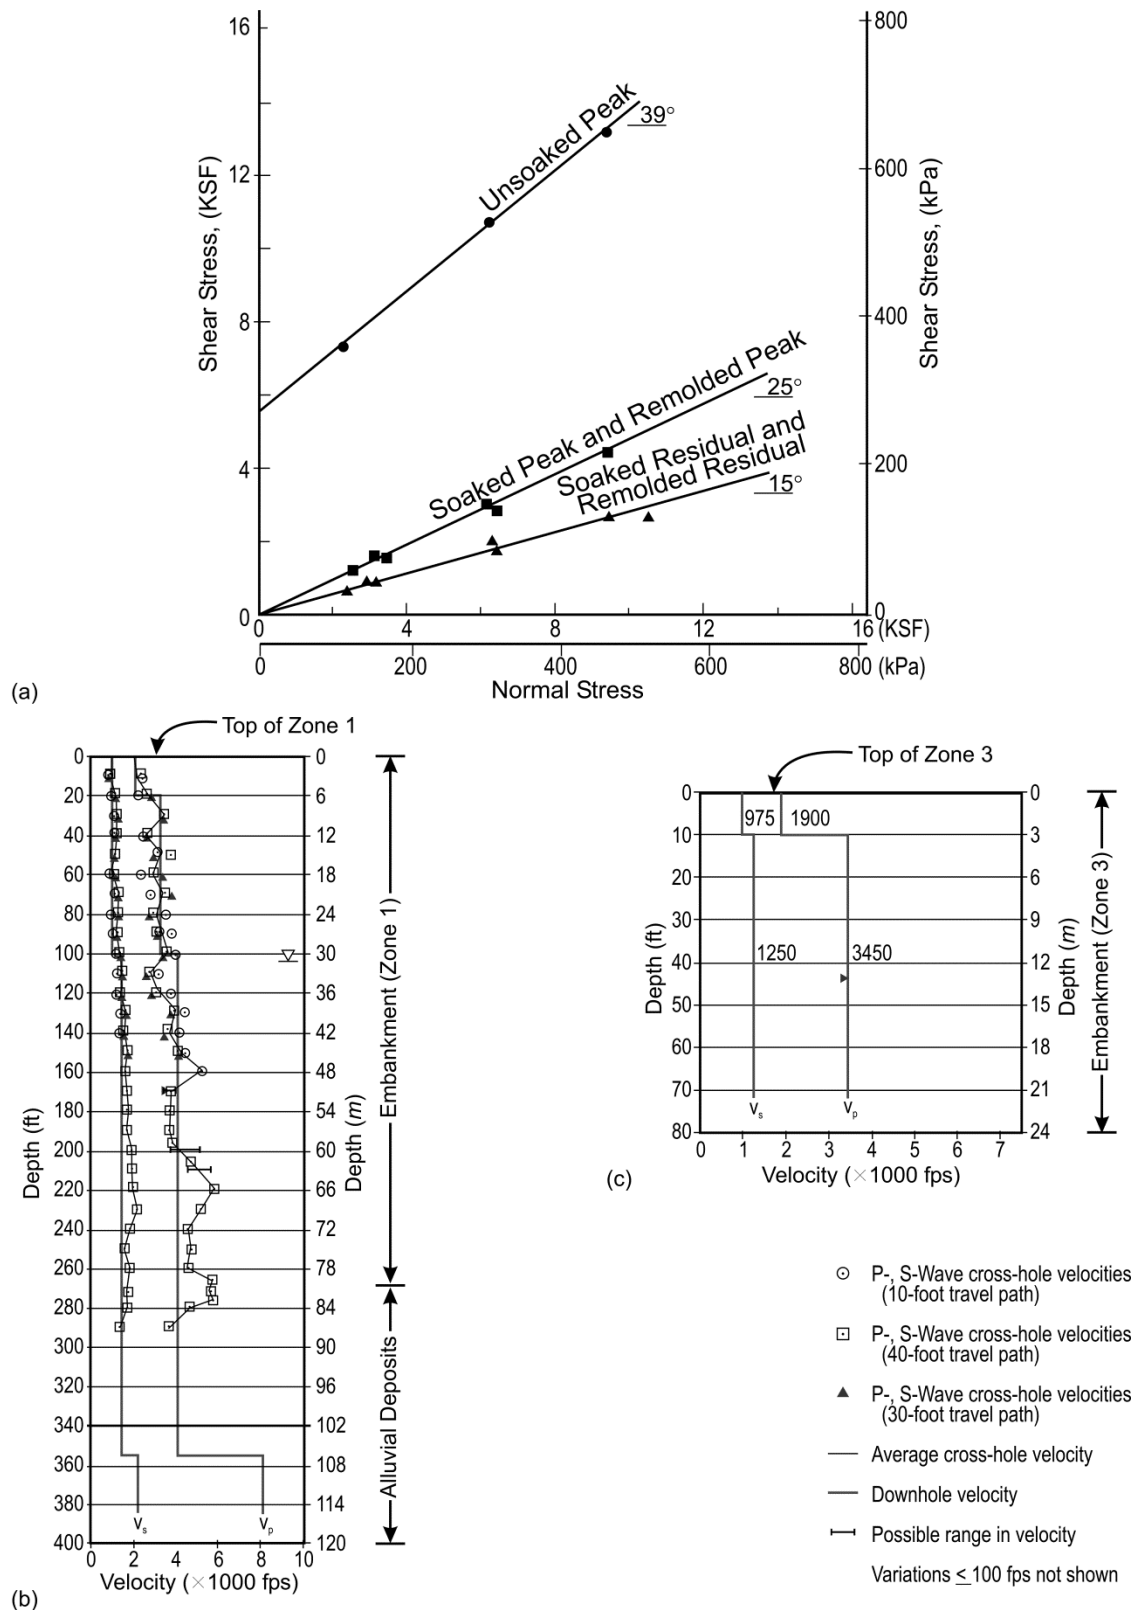 16
12
8
4
0
Shear Stress, (KSF)
800
600
400
200
0
Shear Stress, (kPa)
Unsoaked Peak
39°
Soaked Peak and Remolded Peak
25°
Soaked Residual and
Remolded Residual
15°
0 4 8 12 16 (KSF)
0 200 400 600 800 (kPa)
Normal Stress
(a)
Top of Zone 1
0 0
20 6
40 12
60 18
80 24
100 30
120 36
140 42
160 48
180 54
200 60
220 66
240 72
260 78
280 84
300 90
320 96
340 102
360 106
380 114
400 120
Depth (ft)
Depth (m)
Embankment (Zone 1)
Alluvial Deposits
Vs Vp
0 2 4 6 8 10
Velocity (×1000 fps)
(b)
Top of Zone 3
0 0
10 3
20 6
30 9
40 12
50 15
60 18
70 21
80 24
975 1900
1250 3450
Depth (ft)
Depth (m)
Embankment (Zone 3)
Vs Vp
0 1 2 3 4 5 6 7
Velocity (×1000 fps)
(c)
P-, S-Wave cross-hole velocities
(10-foot travel path)
P-, S-Wave cross-hole velocities
(40-foot travel path)
P-, S-Wave cross-hole velocities
(30-foot travel path)
Average cross-hole velocity
Downhole velocity
Possible range in velocity
Variations ≤ 100 fps not shown